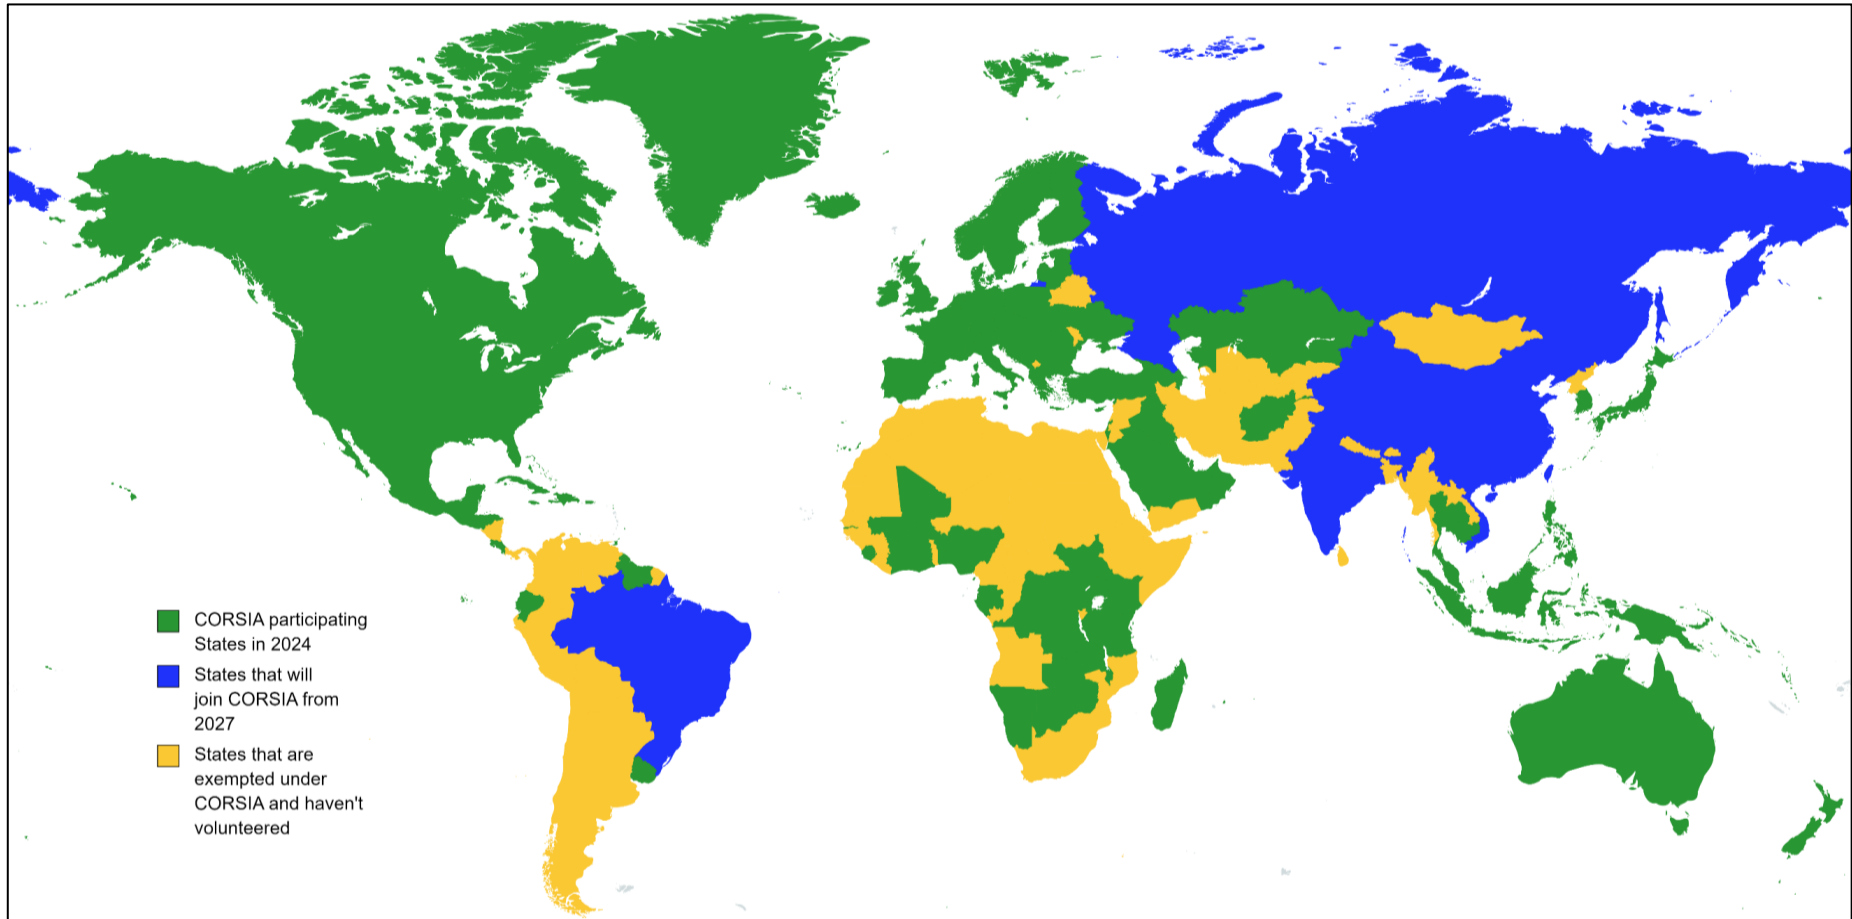 CORSIA participating
States in 2024
States that will
join CORSIA from
2027
States that are
exempted under
CORSIA and haven't
volunteered